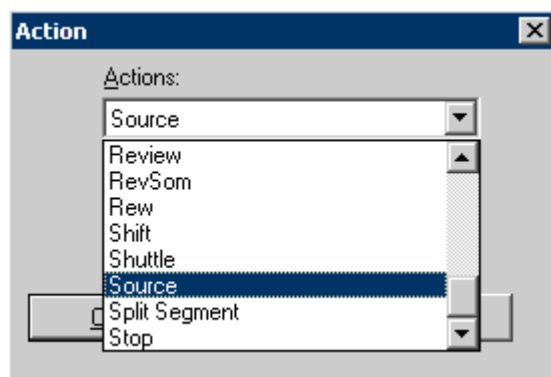 Action
Actions:
Source
Review
RevSom
Rew
Shift
Shuttle
Source
Split Segment
Stop